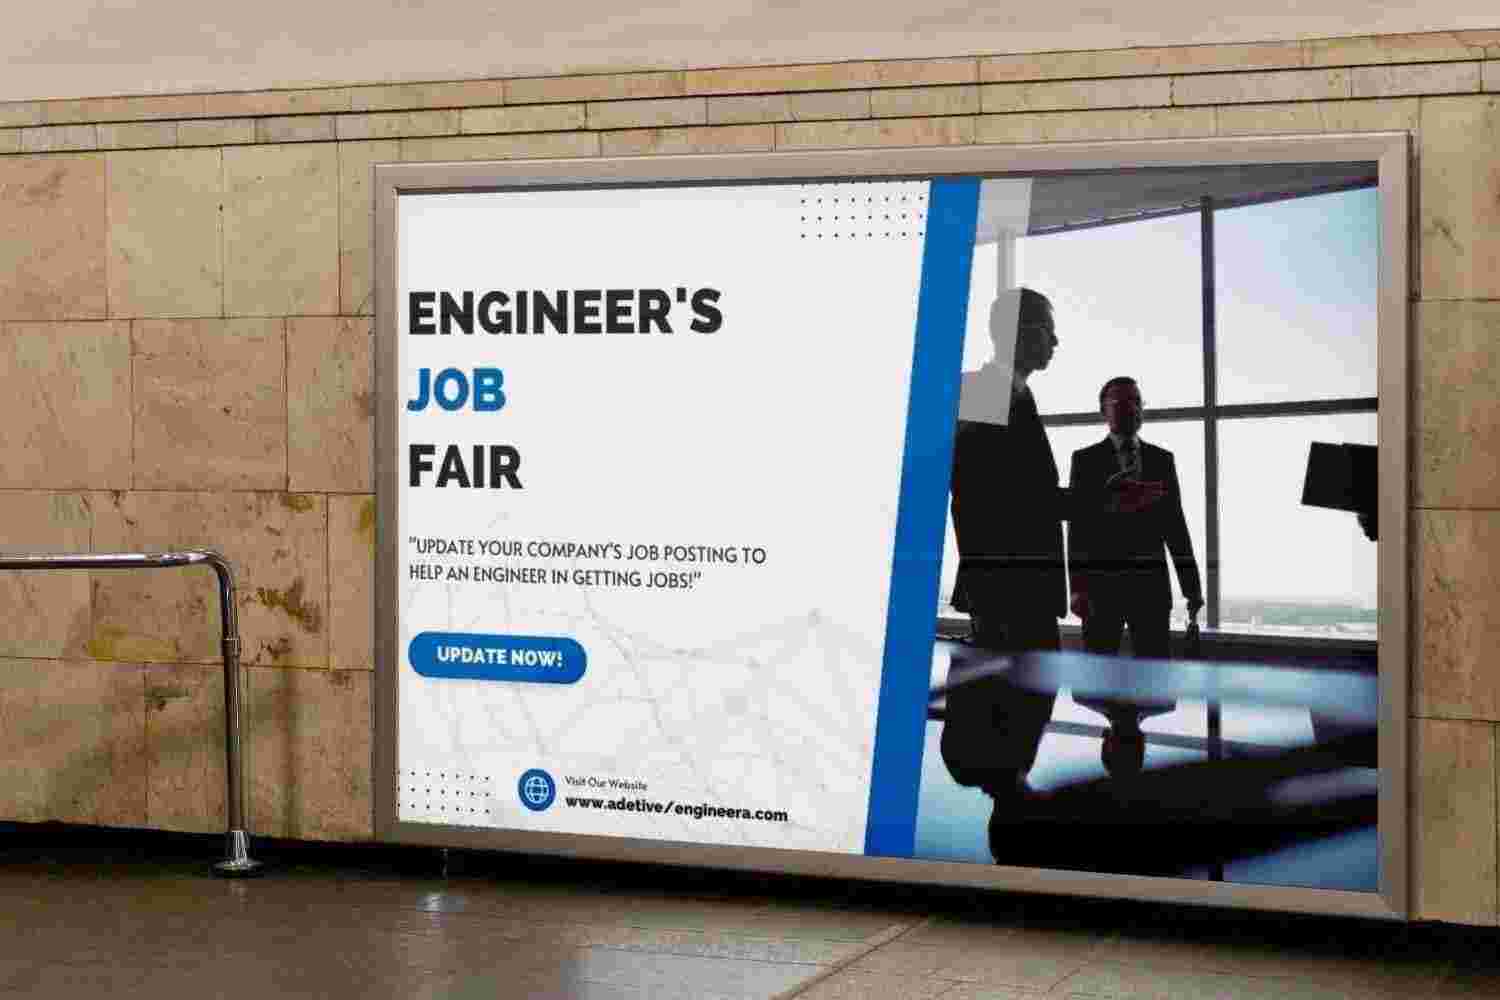 ENGINEER'S
JOB
FAIR
"UPDATE YOUR COMPANY'S JOB POSTING TO
HELP AN ENGINEER IN GETTING JOBS!"
UPDATE NOW!
Visit Our Website
www.adetive/engineera.com